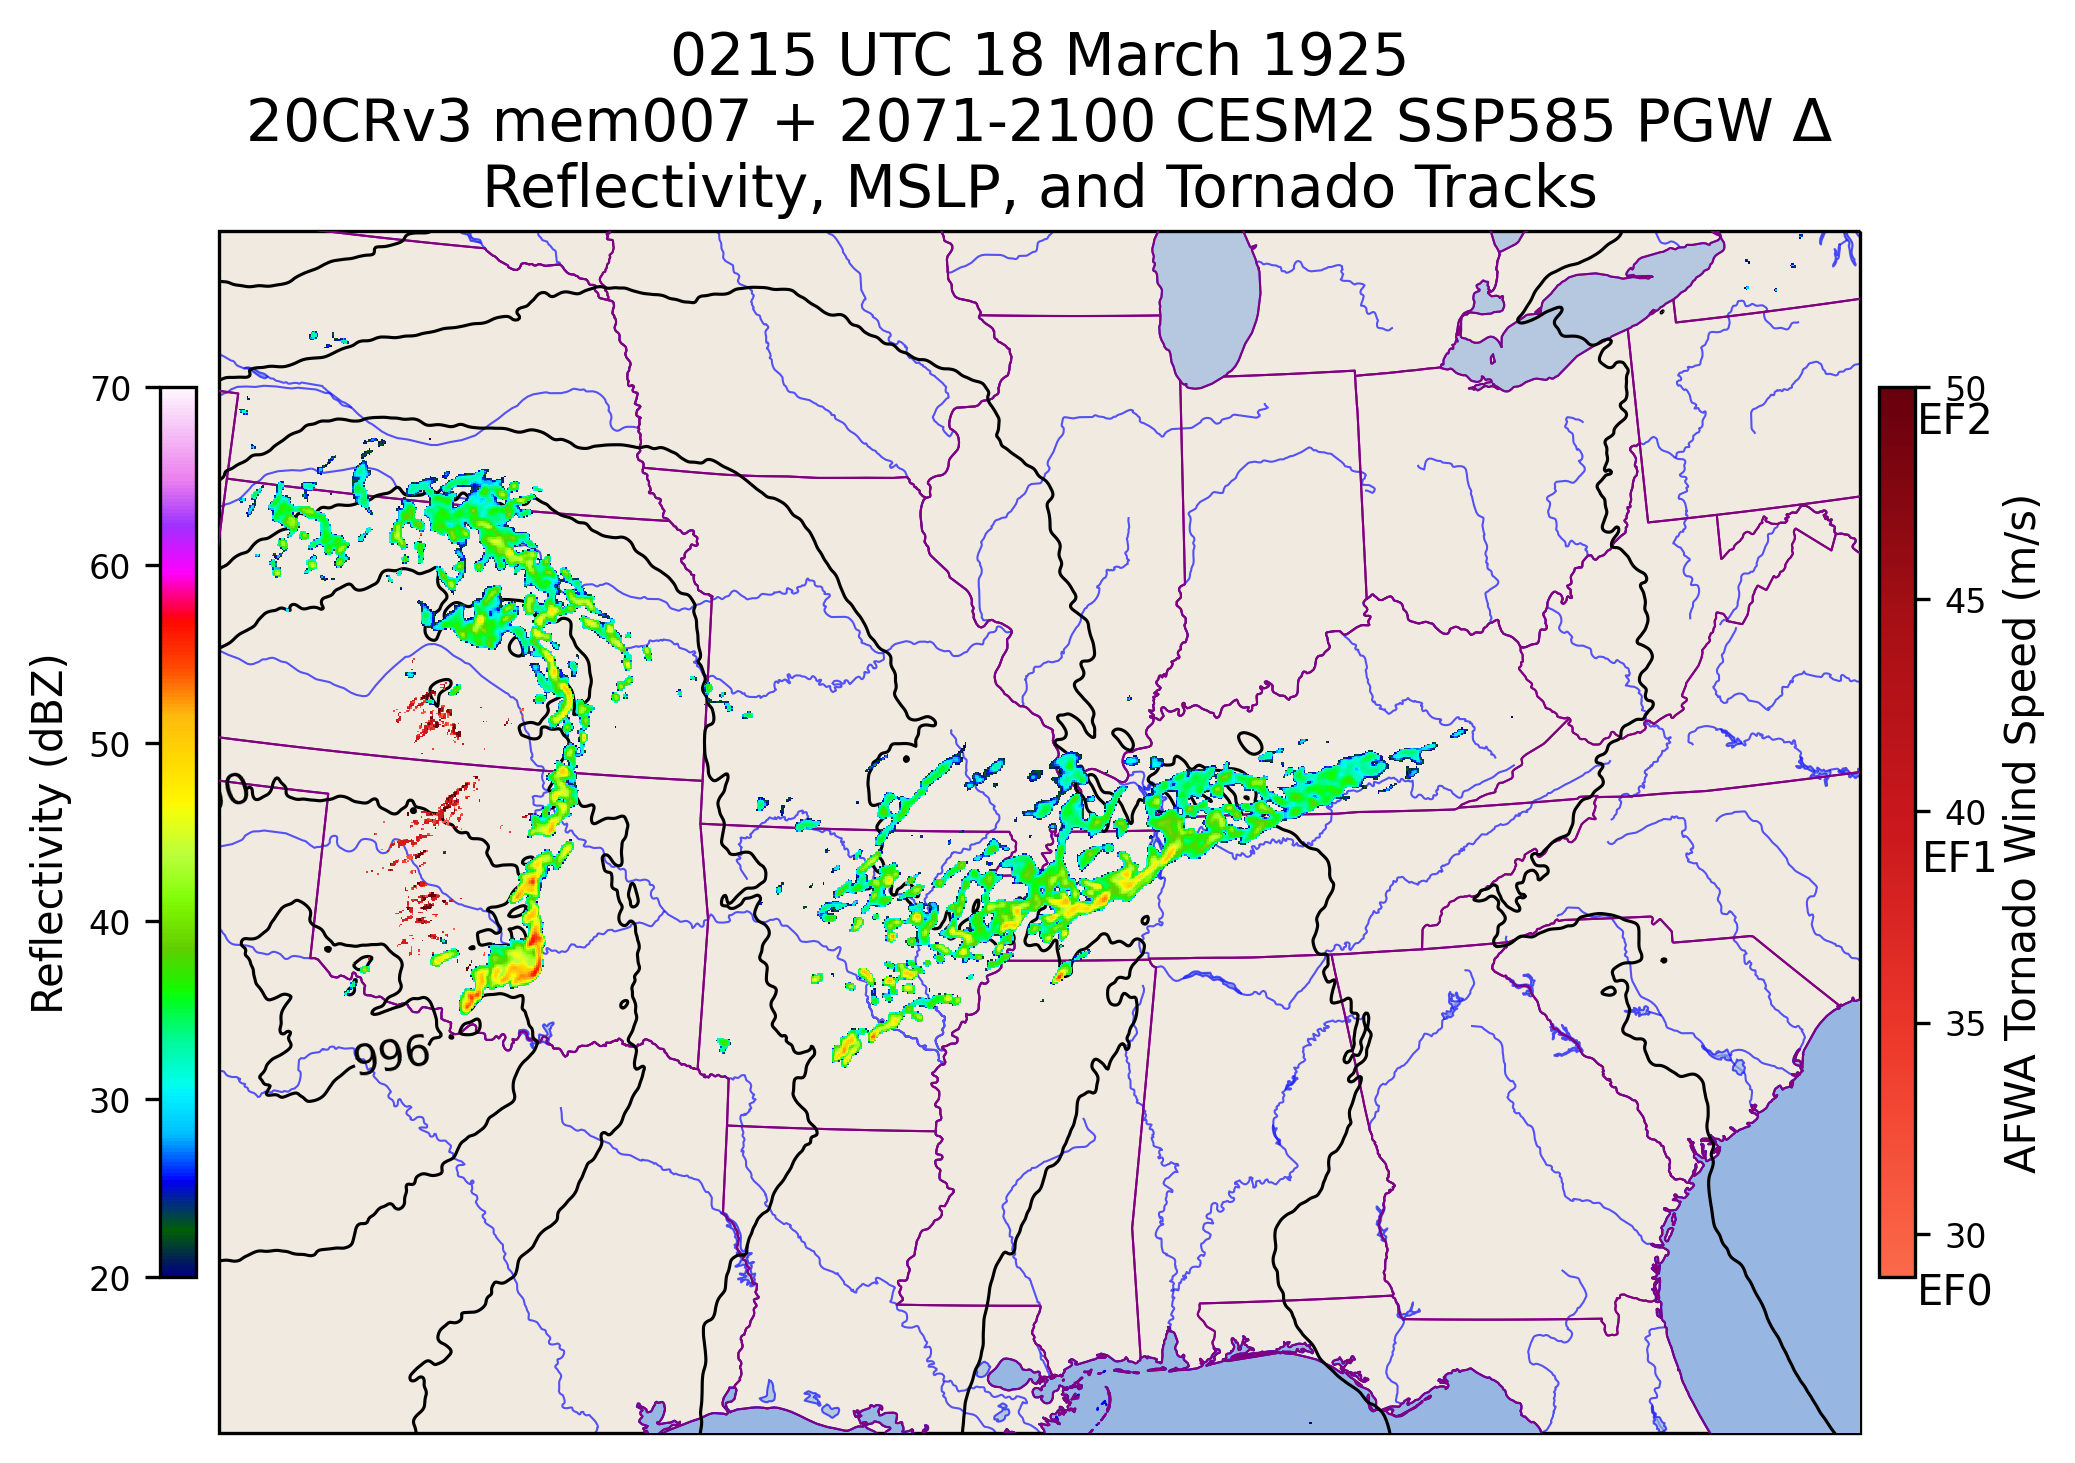 0215 UTC 18 March 1925
20CRv3 mem007 + 2071-2100 CESM2 SSP585 PGW Δ
Reflectivity, MSLP, and Tornado Tracks
70
60
50
40
30
20
Reflectivity (dBZ)
996
50
EF2
45
40
EF1
35
30
EF0
AFWA Tornado Wind Speed (m/s)